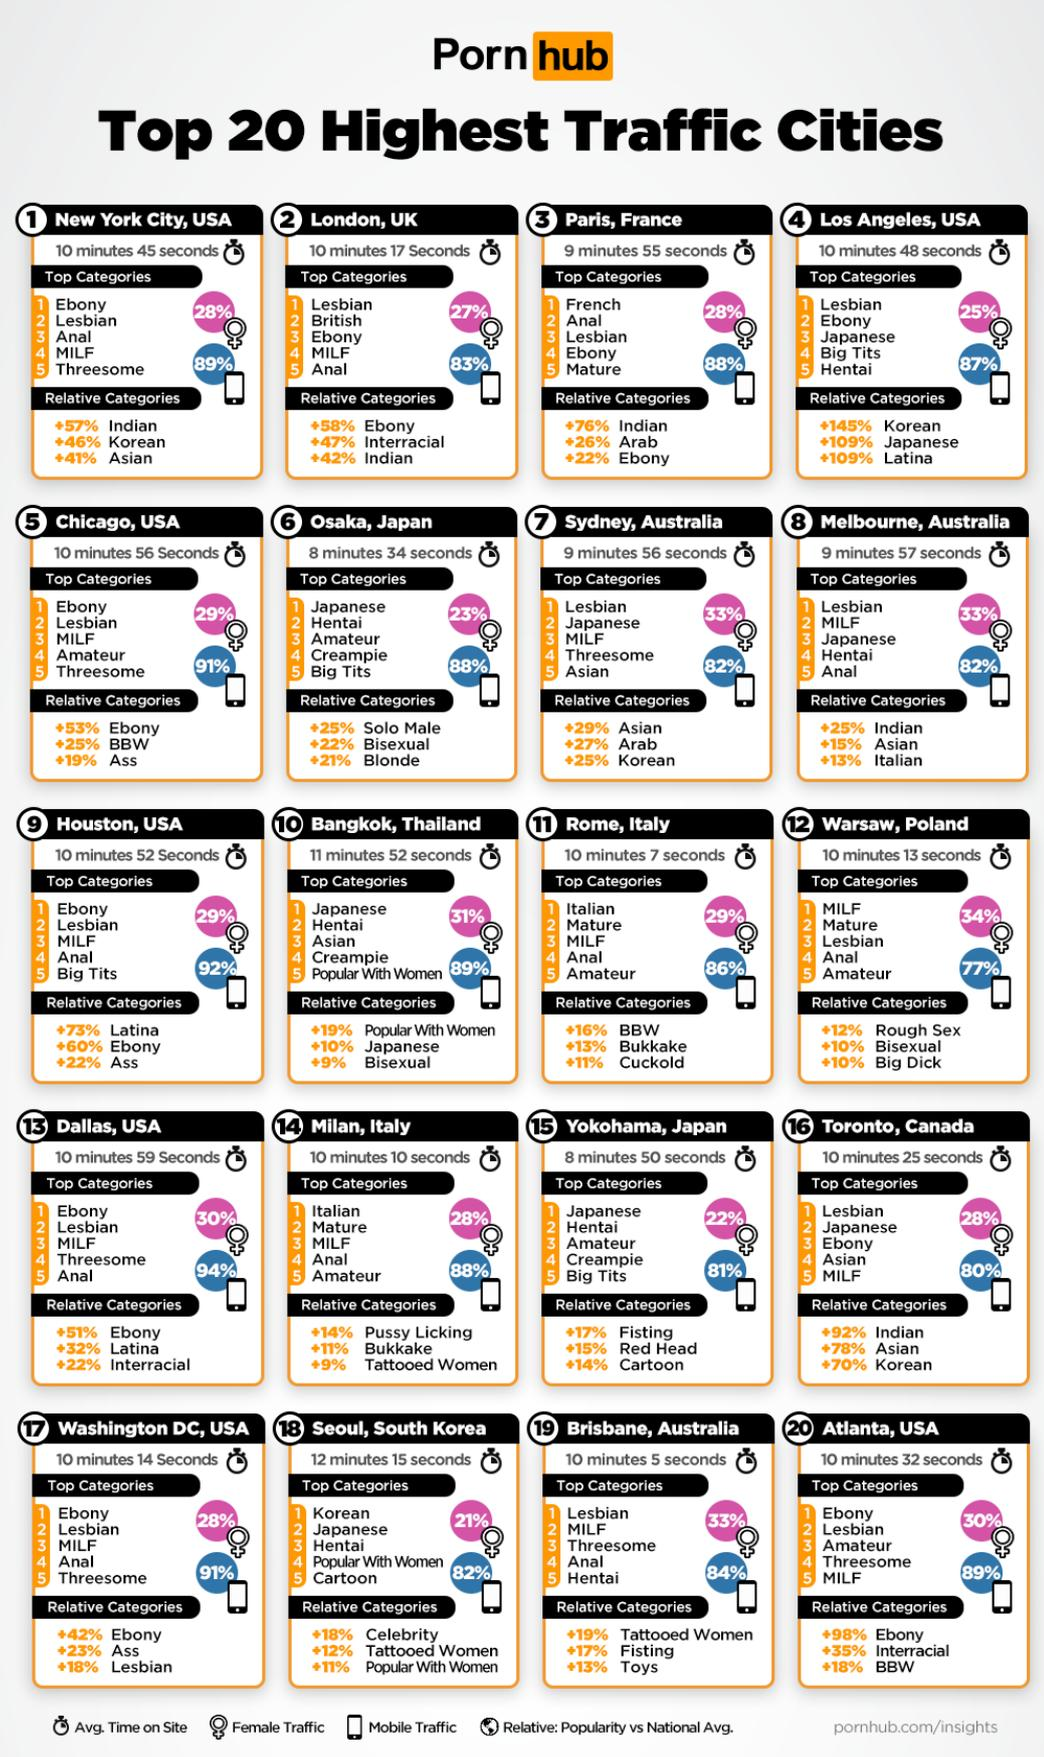 Pornhub
Top 20 Highest Traffic Cities
1 New York City, USA
10 minutes 45 seconds
Top Categories
1 Ebony
2 Lesbian
3 Anal
4 MILF
5 Threesome
28%
89%
Relative Categories
+57% Indian
+46% Korean
+41% Asian
2 London, UK
10 minutes 17 Seconds
Top Categories
1 Lesbian
2 British
3 Ebony
4 MILF
5 Anal
27%
83%
Relative Categories
+58% Ebony
+47% Interracial
+42% Indian
3 Paris, France
9 minutes 55 seconds
Top Categories
1 French
2 Anal
3 Lesbian
4 Ebony
5 Mature
28%
88%
Relative Categories
+76% Indian
+26% Arab
+22% Ebony
4 Los Angeles, USA
10 minutes 48 seconds
Top Categories
1 Lesbian
2 Ebony
3 Japanese
4 Big Tits
5 Hentai
25%
87%
Relative Categories
+145% Korean
+109% Japanese
+109% Latina
5 Chicago, USA
10 minutes 56 Seconds
Top Categories
1 Ebony
2 Lesbian
3 MILF
4 Amateur
5 Threesome
29%
91%
Relative Categories
+53% Ebony
+25% BBW
+19% Ass
6 Osaka, Japan
8 minutes 34 seconds
Top Categories
1 Japanese
2 Hentai
3 Amateur
4 Creampie
5 Big Tits
23%
88%
Relative Categories
+25% Solo Male
+22% Bisexual
+21% Blonde
7 Sydney, Australia
9 minutes 56 seconds
Top Categories
1 Lesbian
2 Japanese
3 MILF
4 Threesome
5 Asian
33%
82%
Relative Categories
+29% Asian
+27% Arab
+25% Korean
8 Melbourne, Australia
9 minutes 57 seconds
Top Categories
1 Lesbian
2 MILF
3 Japanese
4 Hentai
5 Anal
33%
82%
Relative Categories
+25% Indian
+15% Asian
+13% Italian
9 Houston, USA
10 minutes 52 Seconds
Top Categories
1 Ebony
2 Lesbian
3 MILF
4 Anal
5 Big Tits
29%
92%
Relative Categories
+73% Latina
+60% Ebony
+22% Ass
10 Bangkok, Thailand
11 minutes 52 seconds
Top Categories
1 Japanese
2 Hentai
3 Asian
4 Creampie
5 Popular With Women
31%
89%
Relative Categories
+19% Popular With Women
+10% Japanese
+9% Bisexual
11 Rome, Italy
10 minutes 7 seconds
Top Categories
1 Italian
2 Mature
3 MILF
4 Anal
5 Amateur
29%
86%
Relative Categories
+16% BBW
+13% Bukkake
+11% Cuckold
12 Warsaw, Poland
10 minutes 13 seconds
Top Categories
1 MILF
2 Mature
3 Lesbian
4 Anal
5 Amateur
34%
77%
Relative Categories
+12% Rough Sex
+10% Bisexual
+10% Big Dick
13 Dallas, USA
10 minutes 59 Seconds
Top Categories
1 Ebony
2 Lesbian
3 MILF
4 Threesome
5 Anal
30%
94%
Relative Categories
+51% Ebony
+32% Latina
+22% Interracial
14 Milan, Italy
10 minutes 10 seconds
Top Categories
1 Italian
2 Mature
3 MILF
4 Anal
5 Amateur
28%
88%
Relative Categories
+14% Pussy Licking
+11% Bukkake
+9% Tattooed Women
15 Yokohama, Japan
8 minutes 50 seconds
Top Categories
1 Japanese
2 Hentai
3 Amateur
4 Creampie
5 Big Tits
22%
81%
Relative Categories
+17% Fisting
+15% Red Head
+14% Cartoon
16 Toronto, Canada
10 minutes 25 seconds
Top Categories
1 Lesbian
2 Japanese
3 Ebony
4 Asian
5 MILF
28%
80%
Relative Categories
+92% Indian
+78% Asian
+70% Korean
17 Washington DC, USA
10 minutes 14 Seconds
Top Categories
1 Ebony
2 Lesbian
3 MILF
4 Anal
5 Threesome
28%
91%
Relative Categories
+42% Ebony
+23% Ass
+18% Lesbian
18 Seoul, South Korea
12 minutes 15 seconds
Top Categories
1 Korean
2 Japanese
3 Hentai
4 Popular With Women
5 Cartoon
21%
82%
Relative Categories
+18% Celebrity
+12% Tattooed Women
+11% Popular With Women
19 Brisbane, Australia
10 minutes 5 seconds
Top Categories
1 Lesbian
2 MILF
3 Threesome
4 Anal
5 Hentai
33%
84%
Relative Categories
+19% Tattooed Women
+17% Fisting
+13% Toys
20 Atlanta, USA
10 minutes 32 seconds
Top Categories
1 Ebony
2 Lesbian
3 Amateur
4 Threesome
5 MILF
30%
89%
Relative Categories
+98% Ebony
+35% Interracial
+18% BBW
Avg. Time on Site
Female Traffic
Mobile Traffic
Relative: Popularity vs National Avg.
pornhub.com/insights